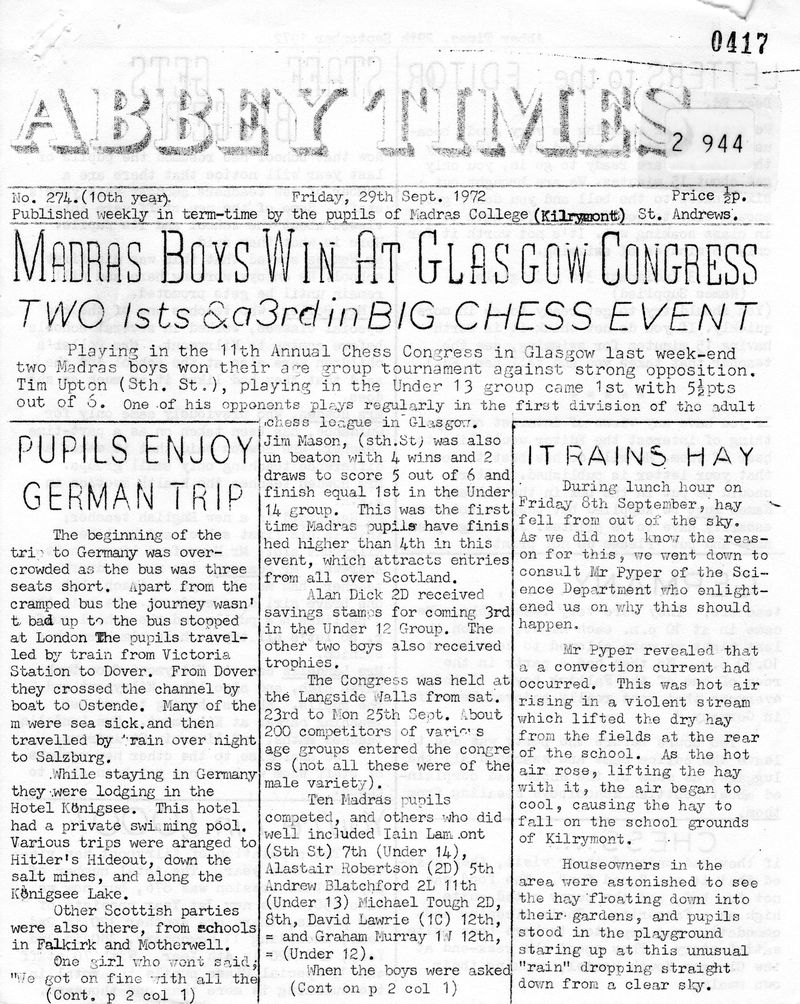 0417
ABBEY TIMES
2 944
No. 274.(10th year). Friday, 29th Sept. 1972 Price ½p.
Published weekly in term-time by the pupils of Madras College (Kilrymont) St. Andrews.
MADRAS BOYS WIN AT GLASGOW CONGRESS
TWO 1sts & a 3rd in BIG CHESS EVENT
Playing in the 11th Annual Chess Congress in Glasgow last week-end
two Madras boys won their age group tournament against strong opposition.
Tim Upton (Sth. St.), playing in the Under 13 group came 1st with 5½pts
out of 6. One of his opponents plays regularly in the first division of the adult
chess league in Glasgow.
PUPILS ENJOY
GERMAN TRIP
The beginning of the
trip to Germany was over-
crowded as the bus was three
seats short. Apart from the
cramped bus the journey wasn'
t bad up to the bus stopped
at London The pupils travel-
led by train from Victoria
Station to Dover. From Dover
they crossed the channel by
boat to Ostende. Many of the
m were sea sick.and then
travelled by train over night
to Salzburg.
While staying in Germany
they were lodging in the
Hotel Königsee. This hotel
had a private swi ming pool.
Various trips were aranged to
Hitler's Hideout, down the
salt mines, and along the
Königsee Lake.
Other Scottish parties
were also there, from schools
in Falkirk and Motherwell.
One girl who went said;
"We got on fine with all the
(Cont. p 2 col 1)
Jim Mason, (sth.St) was also
un beaton with 4 wins and 2
draws to score 5 out of 6 and
finish equal 1st in the Under
14 group. This was the first
time Madras pupils have finis
hed higher than 4th in this
event, which attracts entries
from all over Scotland.
Alan Dick 2D received
savings stamps for coming 3rd
in the Under 12 Group. The
other two boys also received
trophies.
The Congress was held at
the Langside Walls from sat.
23rd to Mon 25th Sept. About
200 competitors of various
age groups entered the congre
ss (not all these were of the
male variety).
Ten Madras pupils
competed, and others who did
well included Iain Lamont
(Sth St) 7th (Under 14),
Alastair Robertson (2D) 5th
Andrew Blatchford 2L 11th
(Under 13) Michael Tough 2D,
8th, David Lawrie (1C) 12th,
= and Graham Murray 1W 12th,
= (Under 12).
When the boys were asked
(Cont on p 2 col 1)
IT RAINS HAY
During lunch hour on
Friday 8th September, hay
fell from out of the sky.
As we did not know the reas-
on for this, we went down to
consult Mr Pyper of the Sci-
ence Department who enlight-
ened us on why this should
happen.
Mr Pyper revealed that
a a convection current had
occurred. This was hot air
rising in a violent stream
which lifted the dry hay
from the fields at the rear
of the school. As the hot
air rose, lifting the hay
with it, the air began to
cool, causing the hay to
fall on the school grounds
of Kilrymont.
Houseowners in the
area were astonished to see
the hay floating down into
their gardens, and pupils
stood in the playground
staring up at this unusual
"rain" dropping straight
down from a clear sky.